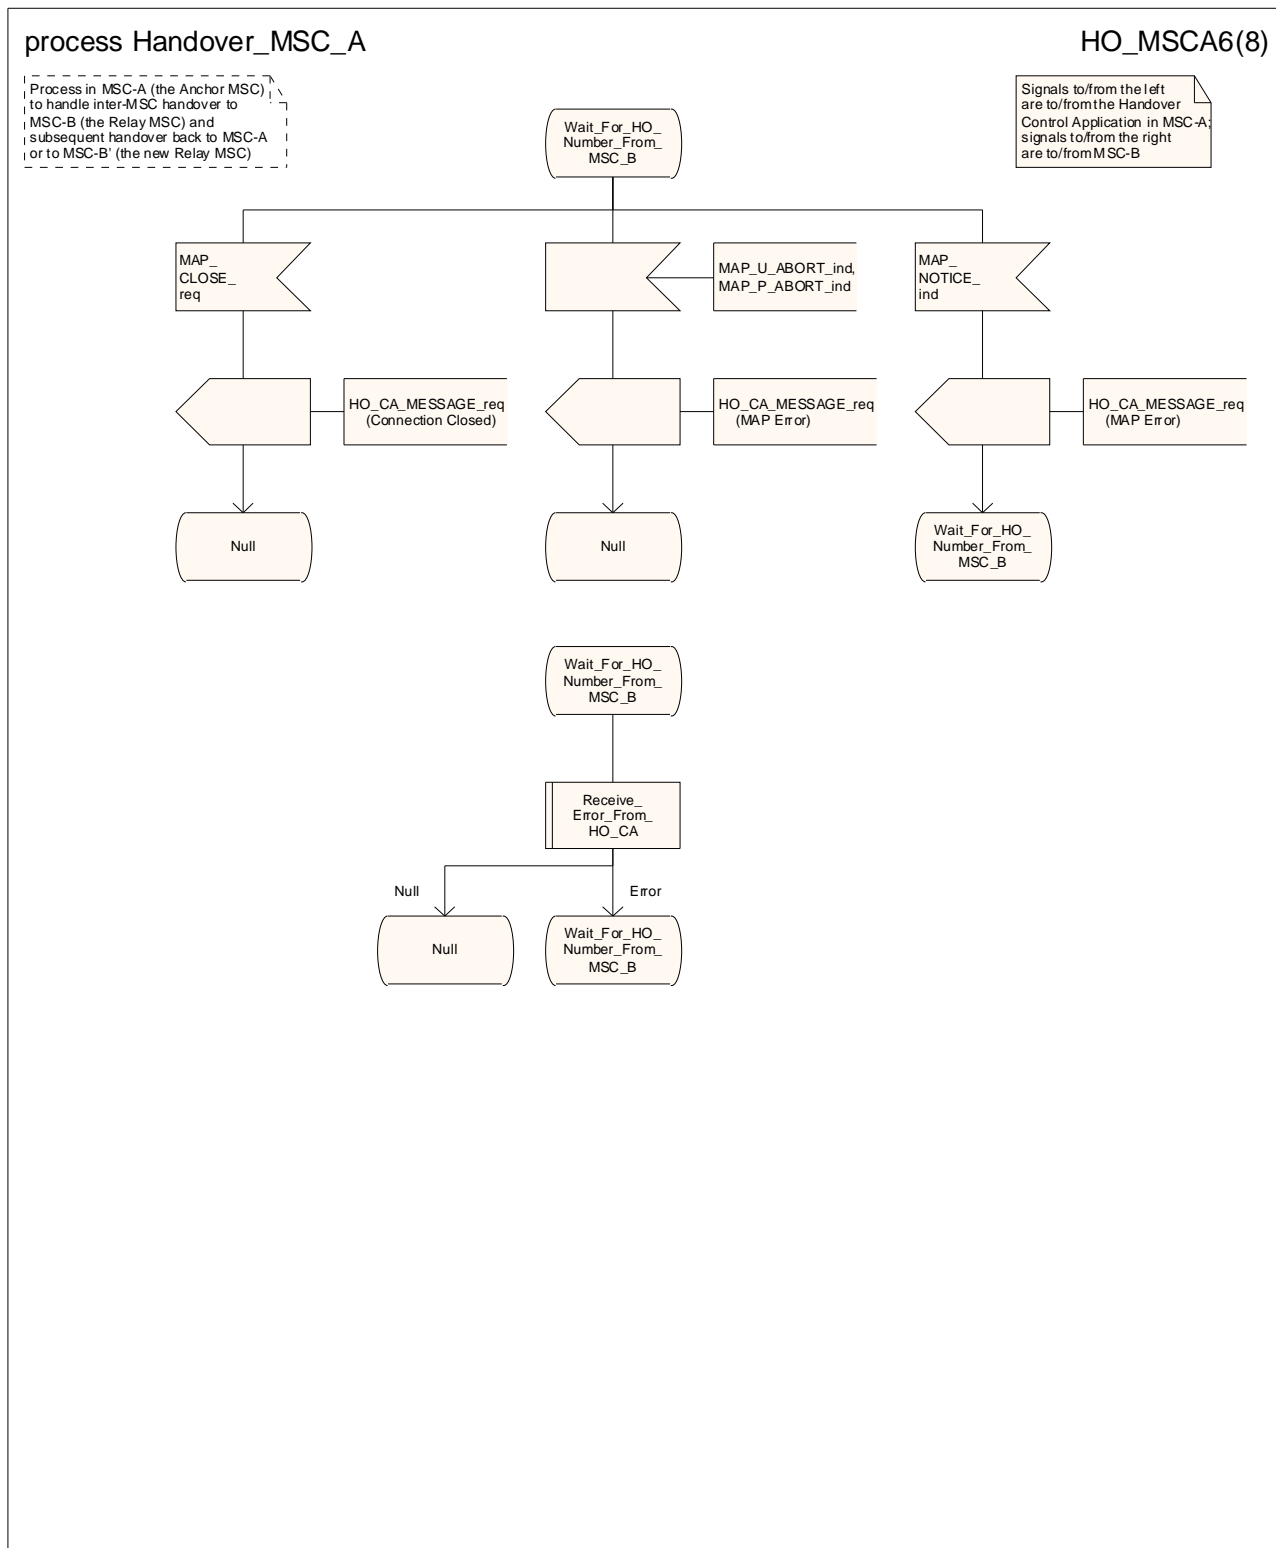 process Handover_MSC_A
HO_MSCA6(8)
Process in MSC-A (the Anchor MSC)
to handle inter-MSC handover to
MSC-B (the Relay MSC) and
subsequent handover back to MSC-A
or to MSC-B' (the new Relay MSC)
Signals to/from the left
are to/from the Handover
Control Application in MSC-A;
signals to/from the right
are to/from MSC-B
Wait_For_HO_
Number_From_
MSC_B
MAP_
CLOSE_
req
MAP_U_ABORT_ind,
MAP_P_ABORT_ind
MAP_
NOTICE_
ind
HO_CA_MESSAGE_req
(Connection Closed)
HO_CA_MESSAGE_req
(MAP Error)
HO_CA_MESSAGE_req
(MAP Error)
Null
Null
Wait_For_HO_
Number_From_
MSC_B
Wait_For_HO_
Number_From_
MSC_B
Receive_
Error_From_
HO_CA
Null
Error
Null
Wait_For_HO_
Number_From_
MSC_B